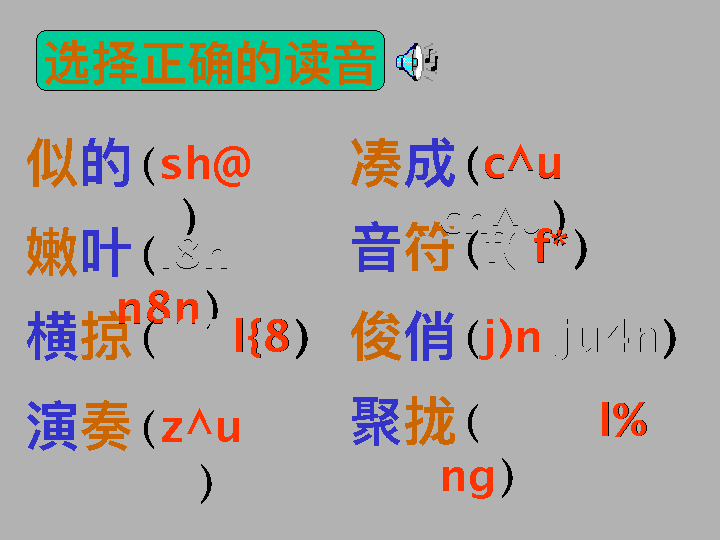 选择正确的读音
似的(sh@
)
嫩叶(
n8n)
横掠( l{8)
演奏(z^u
)
凑成(c^u
)
音符( f*)
俊俏(j)n ju4n)
聚拢( l%
ng)